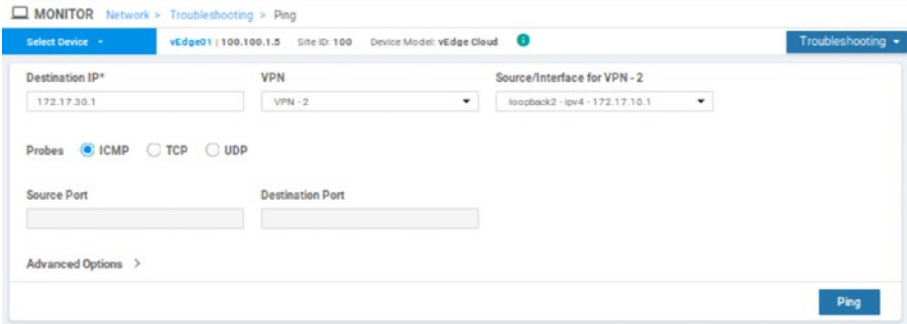 MONITOR Network > Troubleshooting > Ping
Select Device vEdge01 | 100.100.1.5 Site ID: 100 Device Model: vEdge Cloud Troubleshooting
Destination IP* VPN Source/Interface for VPN - 2
172.17.30.1 VPN - 2 loopback2 - ipv4 - 172.17.10.1
Probes ICMP TCP UDP
Source Port Destination Port
Advanced Options >
Ping